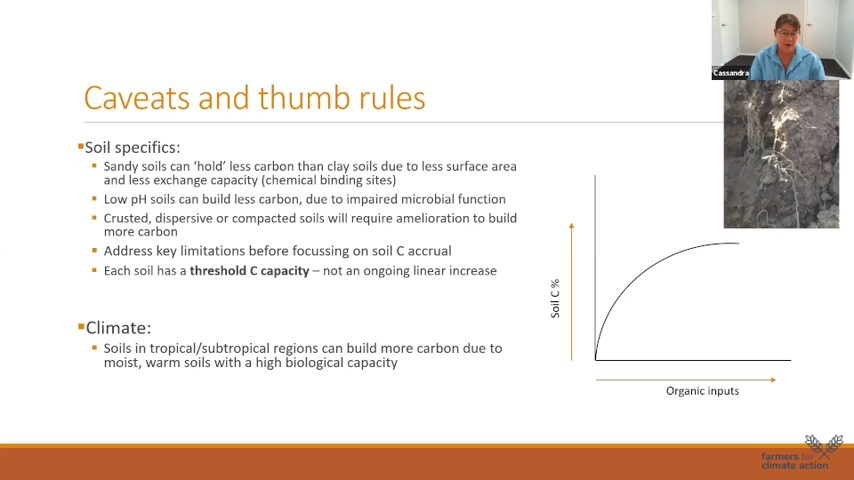 Cassandra
Caveats and thumb rules
Soil specifics:
Sandy soils can ‘hold’ less carbon than clay soils due to less surface area
and less exchange capacity (chemical binding sites)
Low pH soils can build less carbon, due to impaired microbial function
Crusted, dispersive or compacted soils will require amelioration to build
more carbon
Address key limitations before focussing on soil C accrual
Each soil has a threshold C capacity – not an ongoing linear increase
Climate:
Soils in tropical/subtropical regions can build more carbon due to
moist, warm soils with a high biological capacity
Soil C %
Organic inputs
farmers for
climate action